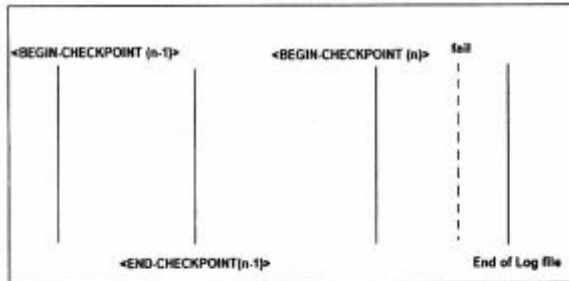 <BEGIN-CHECKPOINT (n-1)>
<BEGIN-CHECKPOINT (n)>
fail
<END-CHECKPOINT(n-1)>
End of Log file